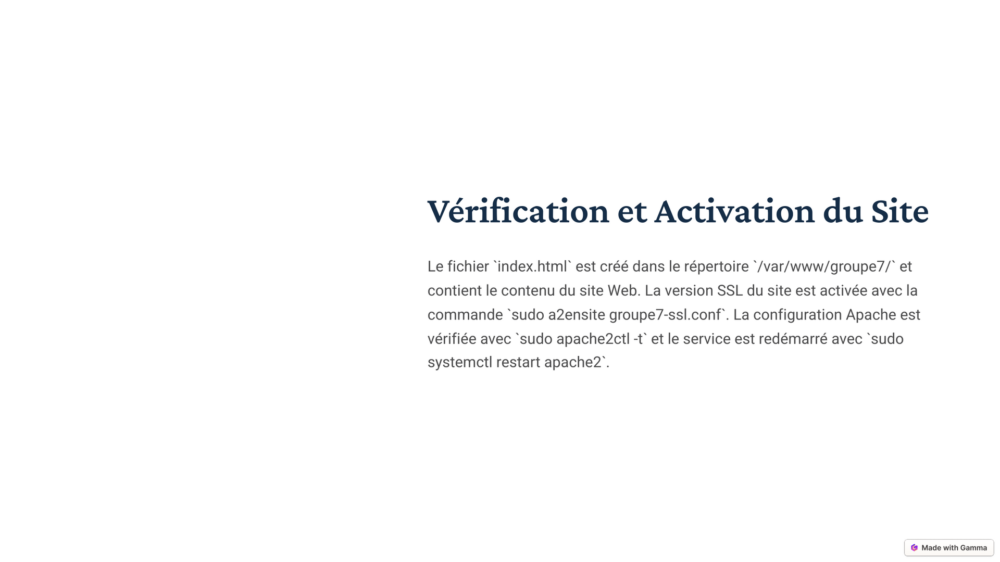 Vérification et Activation du Site
Le fichier `index.html` est créé dans le répertoire `/var/www/groupe7/` et
contient le contenu du site Web. La version SSL du site est activée avec la
commande `sudo a2ensite groupe7-ssl.conf`. La configuration Apache est
vérifiée avec `sudo apache2ctl -t` et le service est redémarré avec `sudo
systemctl restart apache2`.
Made with Gamma